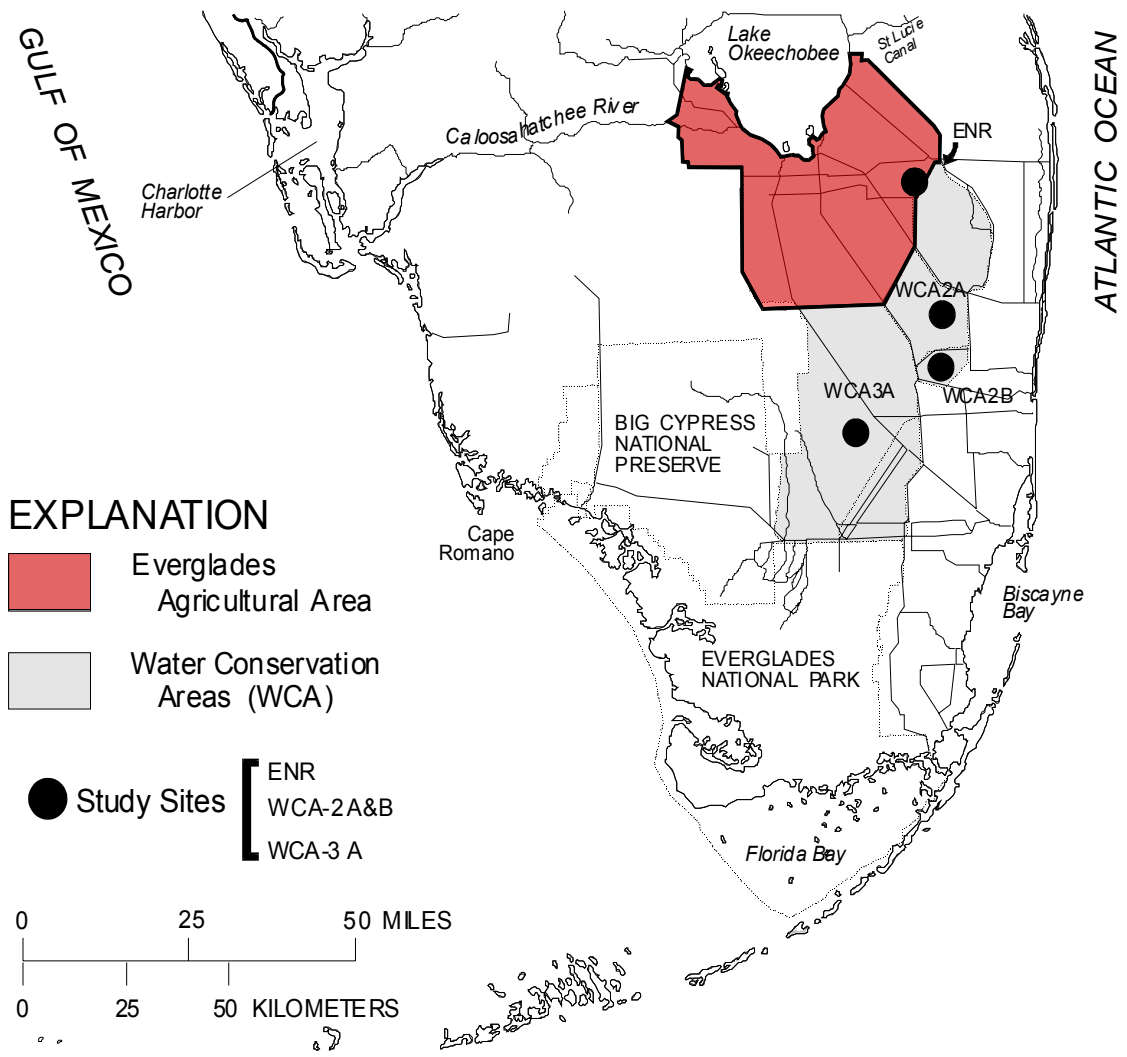 GULF OF MEXICO
Lake
Okeechobee
St Lucie
Canal
ATLANTIC OCEAN
Caloosahatchee River
ENR
Charlotte
Harbor
WCA2A
WCA3A
WCA2B
BIG CYPRESS
NATIONAL
PRESERVE
EXPLANATION
Cape
Romano
Everglades
Agricultural Area
Biscayne
Bay
Water Conservation
Areas (WCA)
EVERGLADES
NATIONAL PARK
Study Sites
ENR
WCA-2A&B
WCA-3 A
Florida Bay
0 25 50 MILES
0 25 50 KILOMETERS